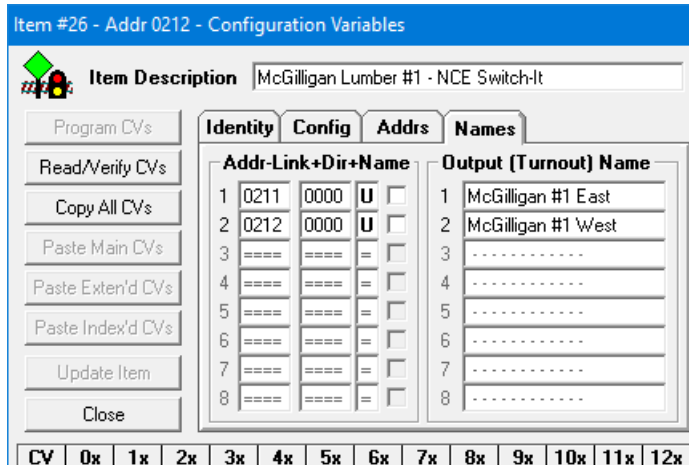 Item #26 - Addr 0212 - Configuration Variables
Item Description McGilligan Lumber #1 - NCE Switch-It
Program CVs
Read/Verify CVs
Copy All CVs
Paste Main CVs
Paste Exten'd CVs
Paste Index'd CVs
Update Item
Close
Identity Config Addrs Names
Addr-Link+Dir+Name
1 0211 0000 U
2 0212 0000 U
3 ==== ==== =
4 ==== ==== =
5 ==== ==== =
6 ==== ==== =
7 ==== ==== =
8 ==== ==== =
Output (Turnout) Name
1 McGilligan #1 East
2 McGilligan #1 West
3 - - - - - - - - - - - -
4 - - - - - - - - - - - -
5 - - - - - - - - - - - -
6 - - - - - - - - - - - -
7 - - - - - - - - - - - -
8 - - - - - - - - - - - -
CV 0x 1x 2x 3x 4x 5x 6x 7x 8x 9x 10x 11x 12x